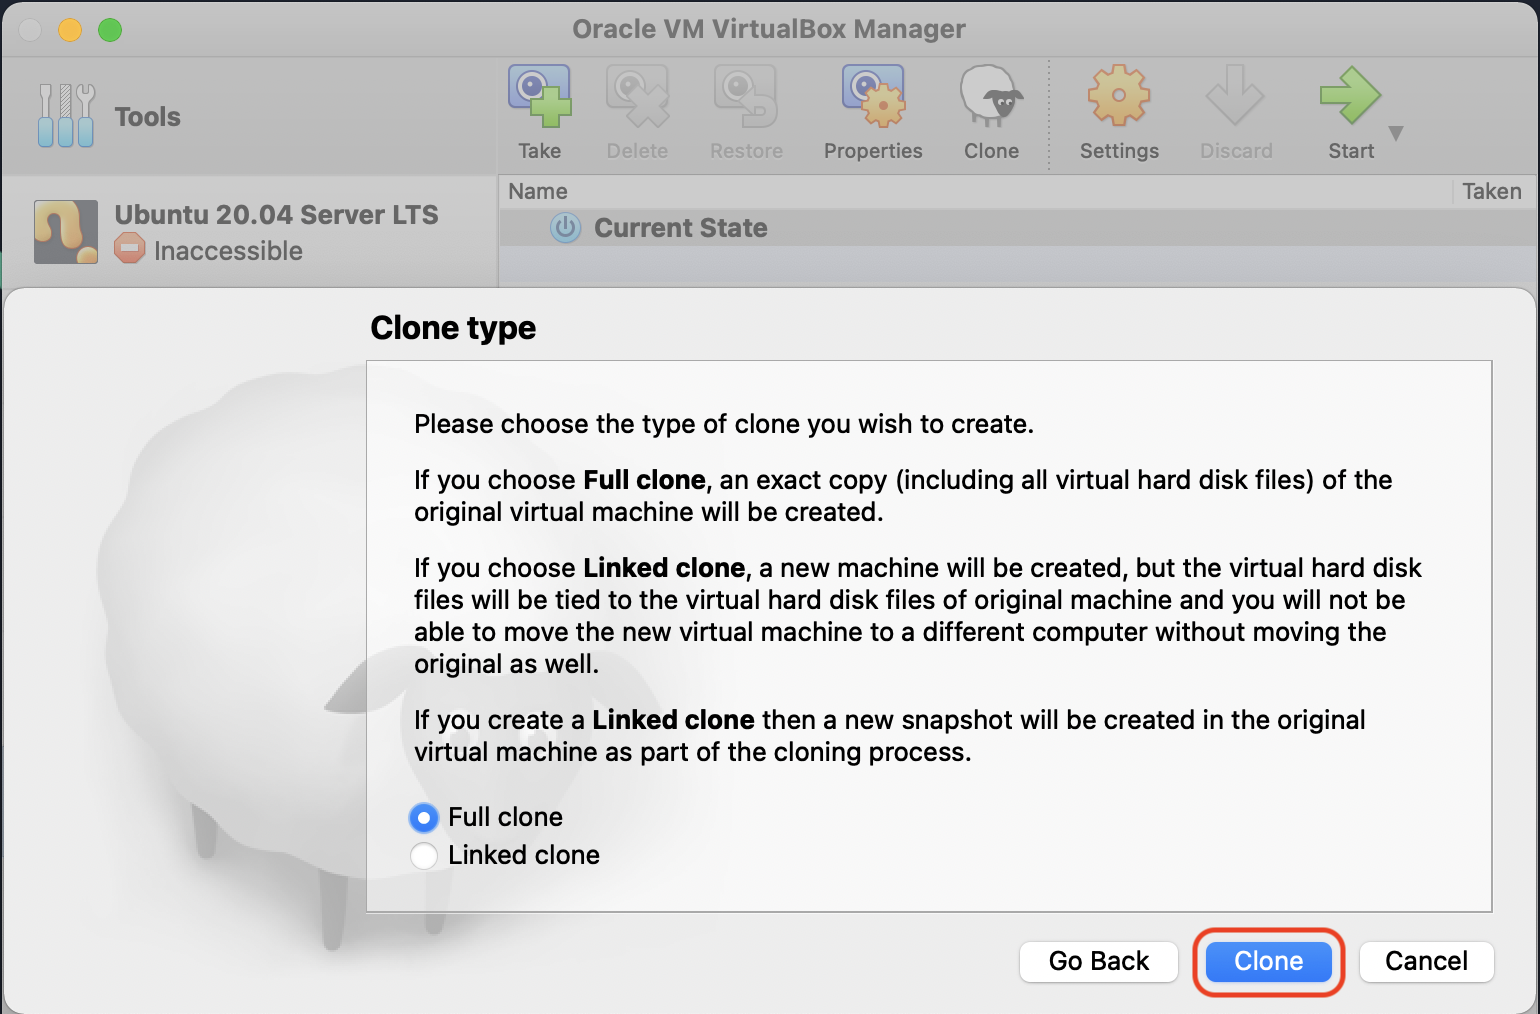 Oracle VM VirtualBox Manager
Tools
Take
Delete
Restore
Properties
Clone
Settings
Discard
Start
Name
Taken
Ubuntu 20.04 Server LTS
Inaccessible
Current State
Clone type
Please choose the type of clone you wish to create.
If you choose Full clone, an exact copy (including all virtual hard disk files) of the
original virtual machine will be created.
If you choose Linked clone, a new machine will be created, but the virtual hard disk
files will be tied to the virtual hard disk files of original machine and you will not be
able to move the new virtual machine to a different computer without moving the
original as well.
If you create a Linked clone then a new snapshot will be created in the original
virtual machine as part of the cloning process.
Full clone
Linked clone
Go Back
Clone
Cancel